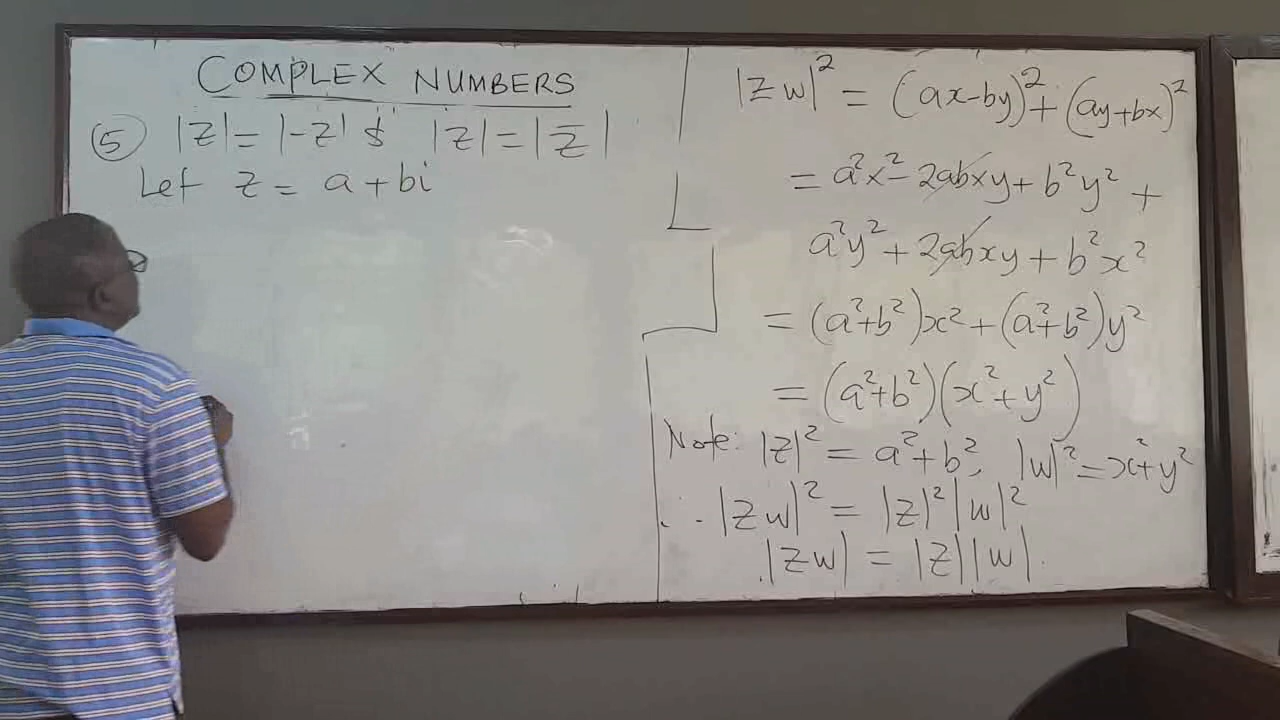 COMPLEX NUMBERS
⑤ |z| = |-z| & |z| = |z̅|
Let z = a + bi
|zw|² = (ax-by)² + (ay+bx)²
= a²x² - 2abxy + b²y² +
a²y² + 2abxy + b²x²
= (a²+b²)x² + (a²+b²)y²
= (a²+b²)(x²+y²)
Note: |z|² = a²+b², |w|² = x²+y²
∴ |zw|² = |z|²|w|²
|zw| = |z||w|.